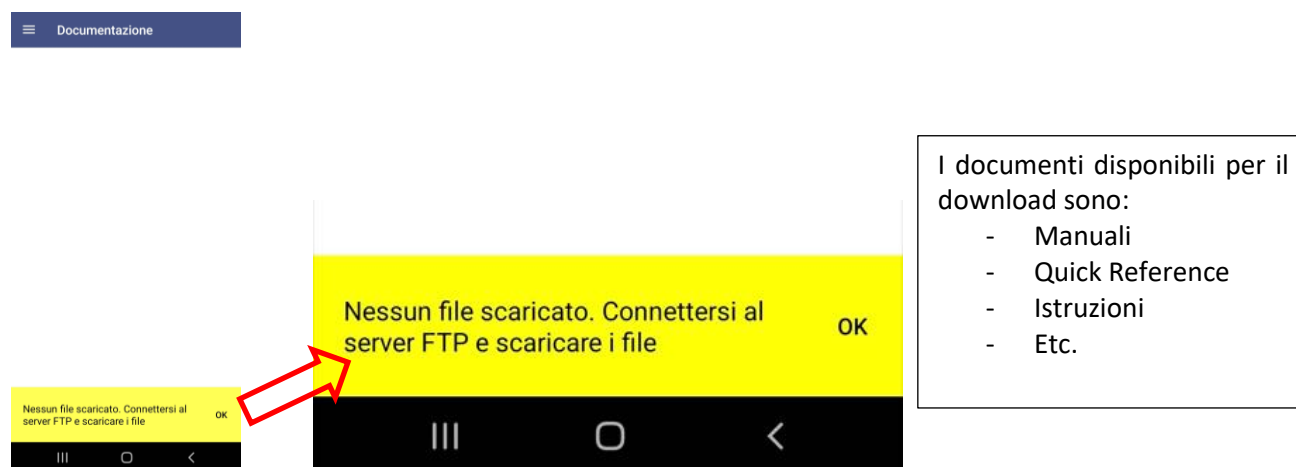 Documentazione
Nessun file scaricato. Connettersi al
server FTP e scaricare i file
OK
Nessun file scaricato. Connettersi al
server FTP e scaricare i file
OK
I documenti disponibili per il
download sono:
- Manuali
- Quick Reference
- Istruzioni
- Etc.